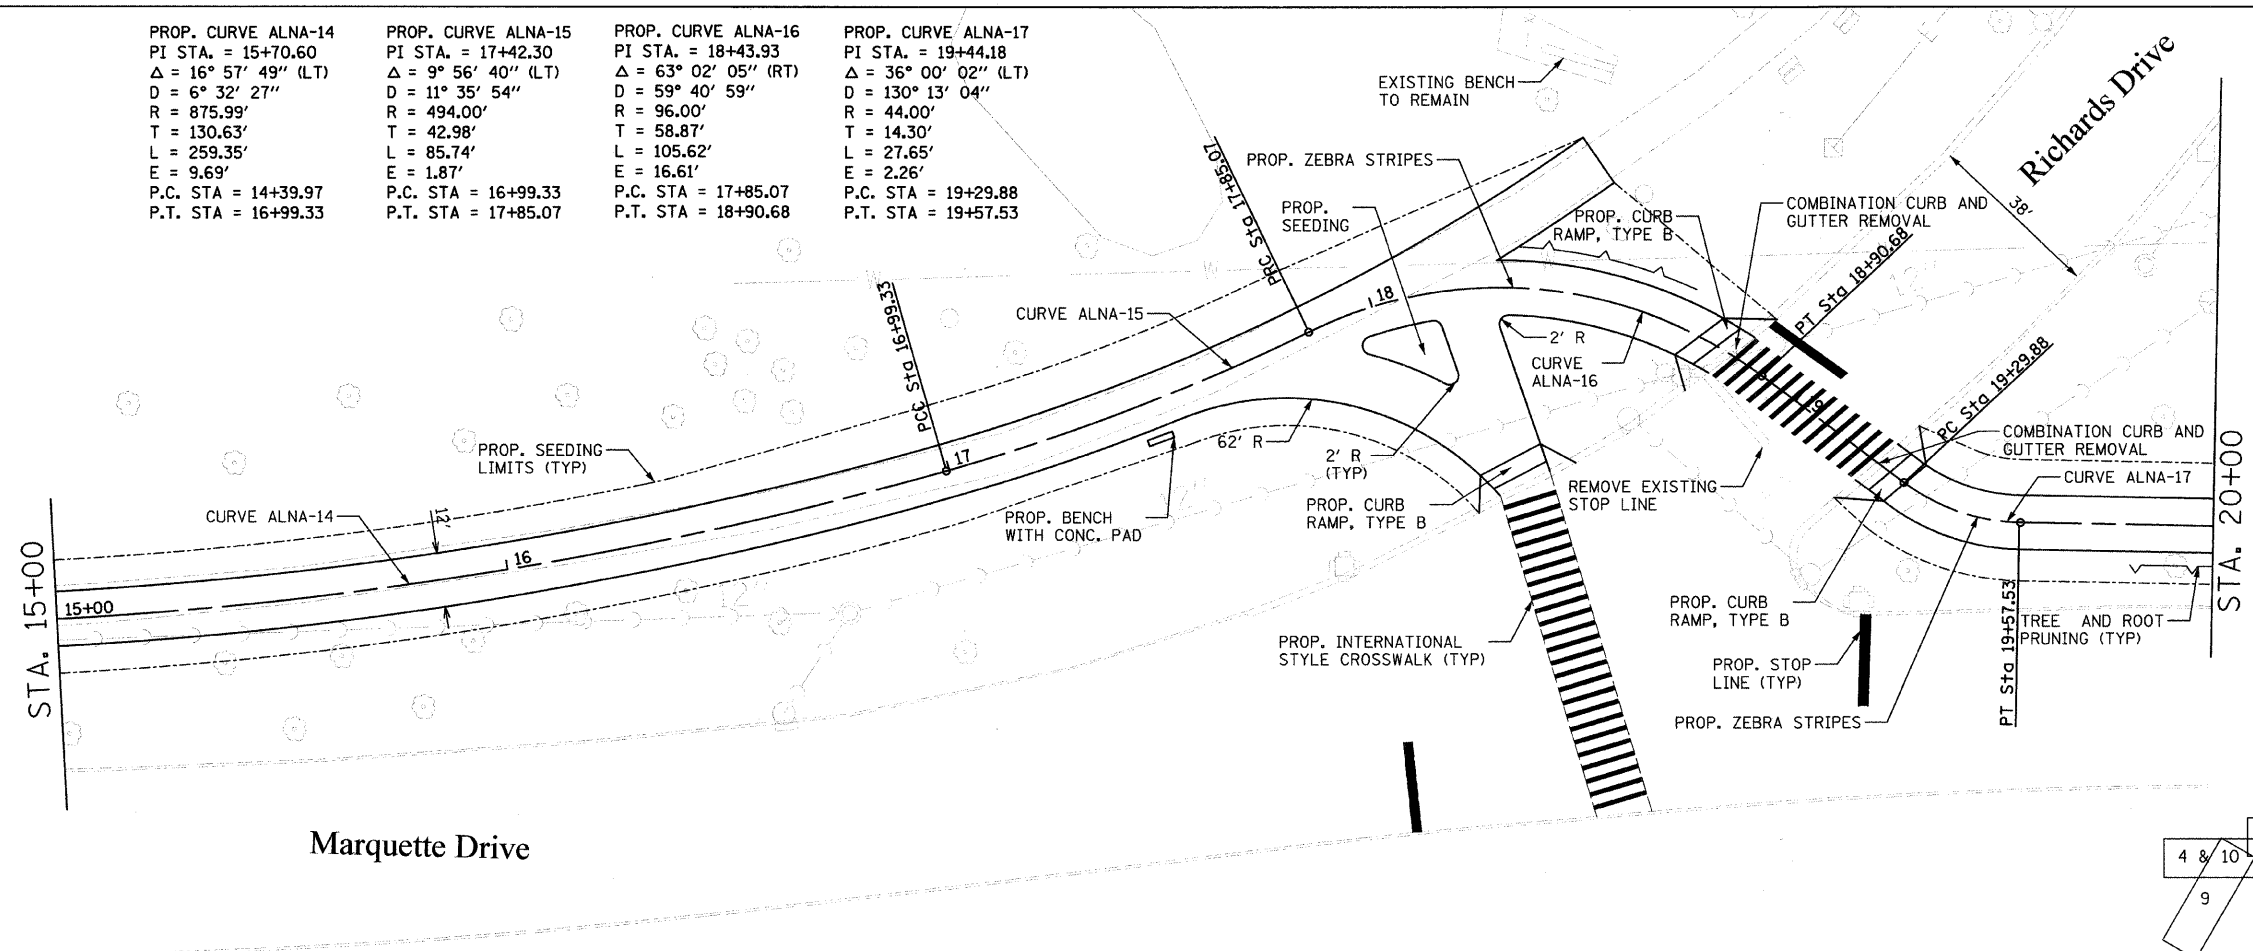 PROP. CURVE ALNA-14
PI STA. = 15+70.60
Δ = 16° 57' 49'' (LT)
D = 6° 32' 27''
R = 875.99'
T = 130.63'
L = 259.35'
E = 9.69'
P.C. STA = 14+39.97
P.T. STA = 16+99.33
PROP. CURVE ALNA-15
PI STA. = 17+42.30
Δ = 9° 56' 40'' (LT)
D = 11° 35' 54''
R = 494.00'
T = 42.98'
L = 85.74'
E = 1.87'
P.C. STA = 16+99.33
P.T. STA = 17+85.07
PROP. CURVE ALNA-16
PI STA. = 18+43.93
Δ = 63° 02' 05'' (RT)
D = 59° 40' 59''
R = 96.00'
T = 58.87'
L = 105.62'
E = 16.61'
P.C. STA = 17+85.07
P.T. STA = 18+90.68
PROP. CURVE ALNA-17
PI STA. = 19+44.18
Δ = 36° 00' 02'' (LT)
D = 130° 13' 04''
R = 44.00'
T = 14.30'
L = 27.65'
E = 2.26'
P.C. STA = 19+29.88
P.T. STA = 19+57.53
EXISTING BENCH
TO REMAIN
Richards Drive
38'
PROP. ZEBRA STRIPES
PROP.
SEEDING
PROP. CURB
RAMP, TYPE B
COMBINATION CURB AND
GUTTER REMOVAL
PRC Sta 17+85.07
PT Sta 18+90.68
PCC Sta 16+99.33
CURVE ALNA-15
18
2' R
CURVE
ALNA-16
PC Sta 19+29.88
19
12"
PROP. SEEDING
LIMITS (TYP)
17
62' R
2' R
(TYP)
COMBINATION CURB AND
GUTTER REMOVAL
CURVE ALNA-17
REMOVE EXISTING
STOP LINE
PROP. CURB
RAMP, TYPE B
PROP. BENCH
WITH CONC. PAD
12"
CURVE ALNA-14
12'
16
15+00
STA. 15+00
12"
W
W
STA. 20+00
PROP. CURB
RAMP, TYPE B
TREE AND ROOT
PRUNING (TYP)
PT Sta 19+57.53
PROP. INTERNATIONAL
STYLE CROSSWALK (TYP)
PROP. STOP
LINE (TYP)
PROP. ZEBRA STRIPES
Marquette Drive
4 & 10
9